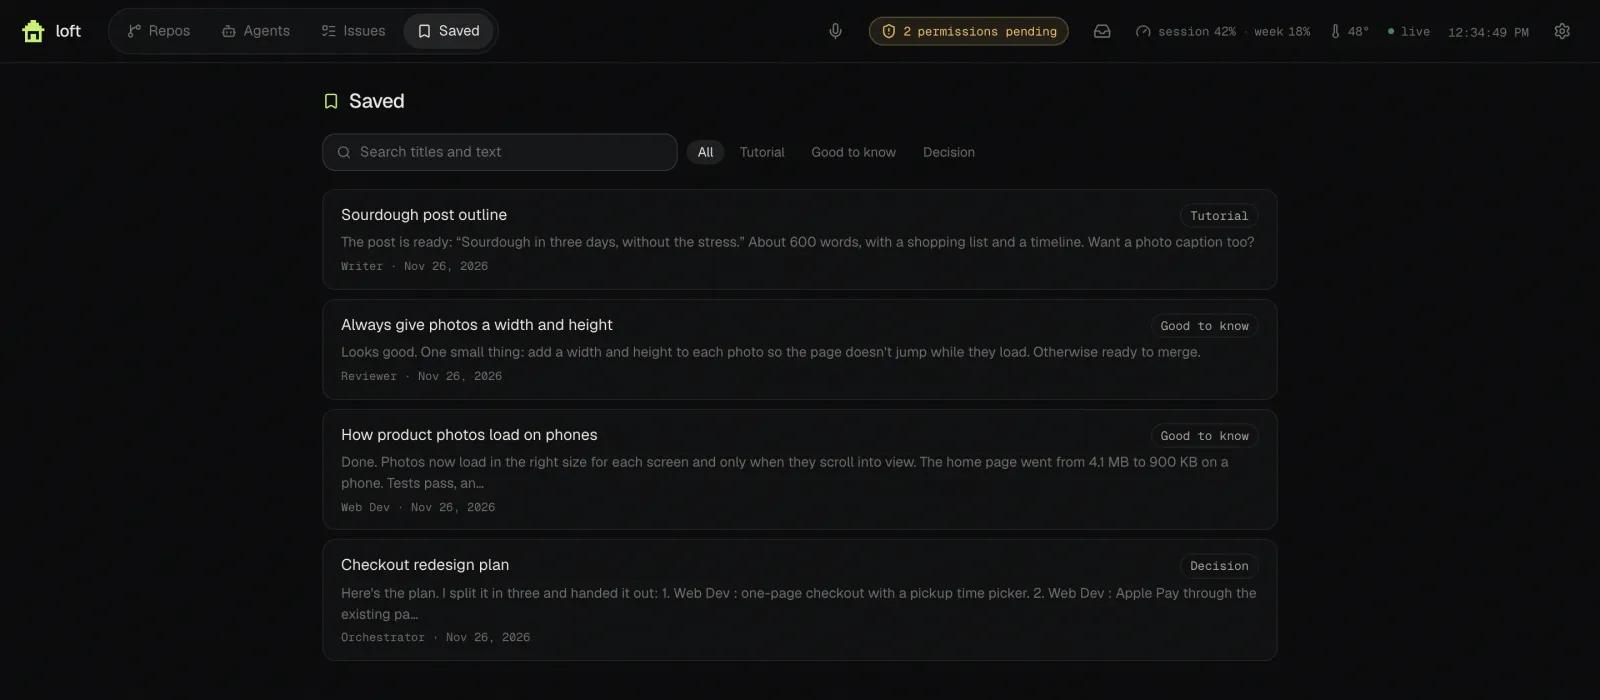 loft
Repos
Agents
Issues
Saved
2 permissions pending
session 42% · week 18%
48°
live
12:34:49 PM
Saved
Search titles and text
All
Tutorial
Good to know
Decision
Sourdough post outline
Tutorial
The post is ready: “Sourdough in three days, without the stress.” About 600 words, with a shopping list and a timeline. Want a photo caption too?
Writer · Nov 26, 2026
Always give photos a width and height
Good to know
Looks good. One small thing: add a width and height to each photo so the page doesn't jump while they load. Otherwise ready to merge.
Reviewer · Nov 26, 2026
How product photos load on phones
Good to know
Done. Photos now load in the right size for each screen and only when they scroll into view. The home page went from 4.1 MB to 900 KB on a
phone. Tests pass, an…
Web Dev · Nov 26, 2026
Checkout redesign plan
Decision
Here's the plan. I split it in three and handed it out: 1. Web Dev : one-page checkout with a pickup time picker. 2. Web Dev : Apple Pay through the
existing pa…
Orchestrator · Nov 26, 2026